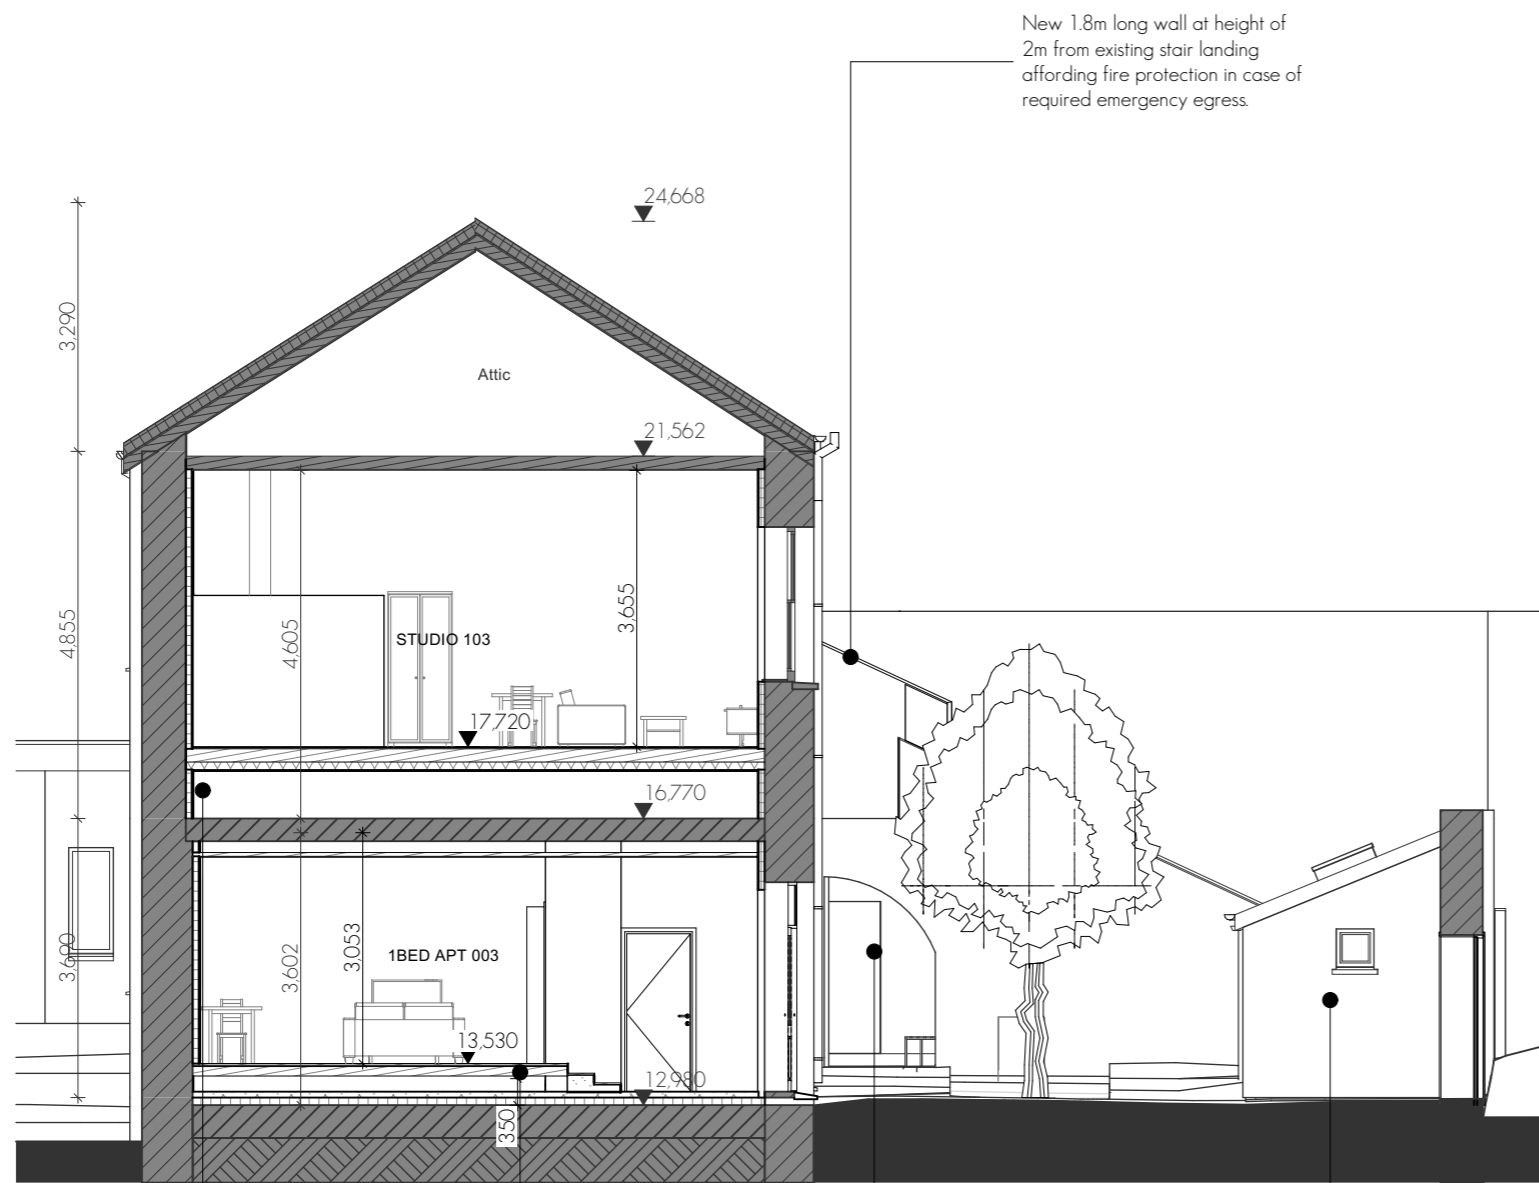 New 1.8m long wall at height of
2m from existing stair landing
affording fire protection in case of
required emergency egress.
24,668
3,290
Attic
21,562
4,855
4,605
3,655
STUDIO 103
17,720
16,770
3,690
3,602
3,053
1BED APT 003
13,530
12,980
350